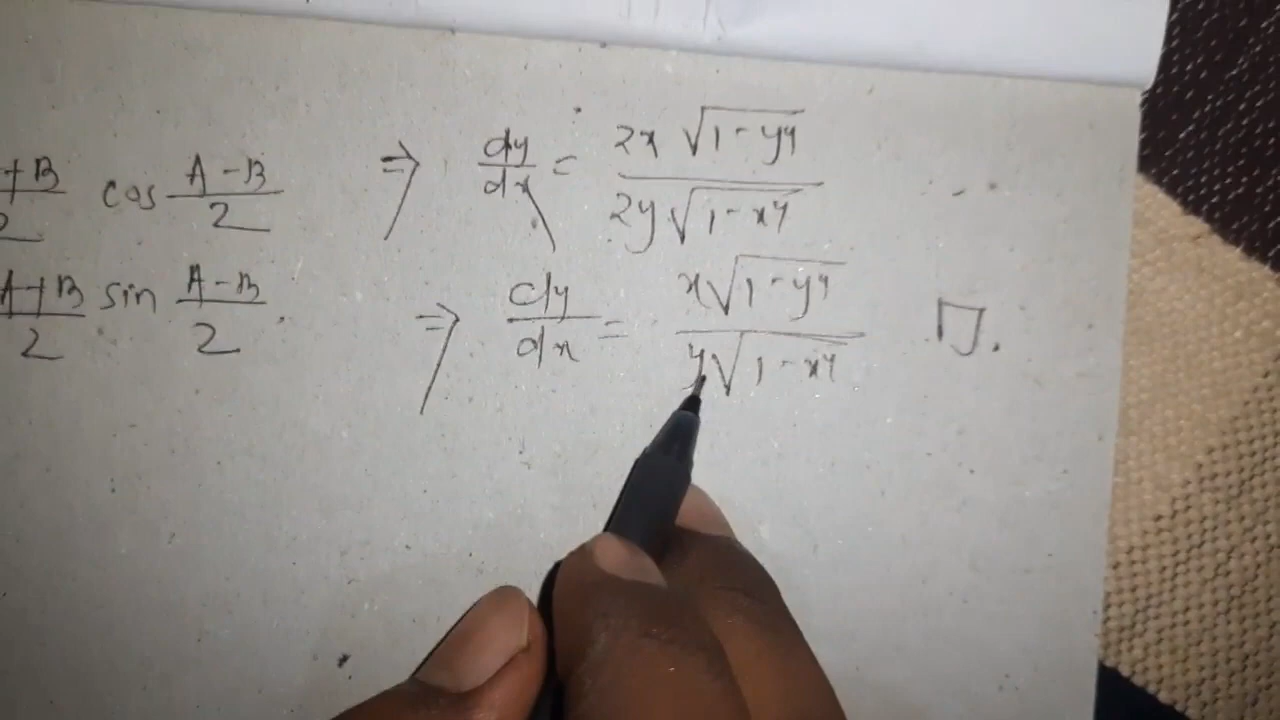 +B/2 cos A-B/2 ⇒ dy/dx = 2x √(1-y⁴) / 2y √(1-x⁴)
A+B/2 sin A-B/2 ⇒ dy/dx = x√(1-y⁴) / y√(1-x⁴)